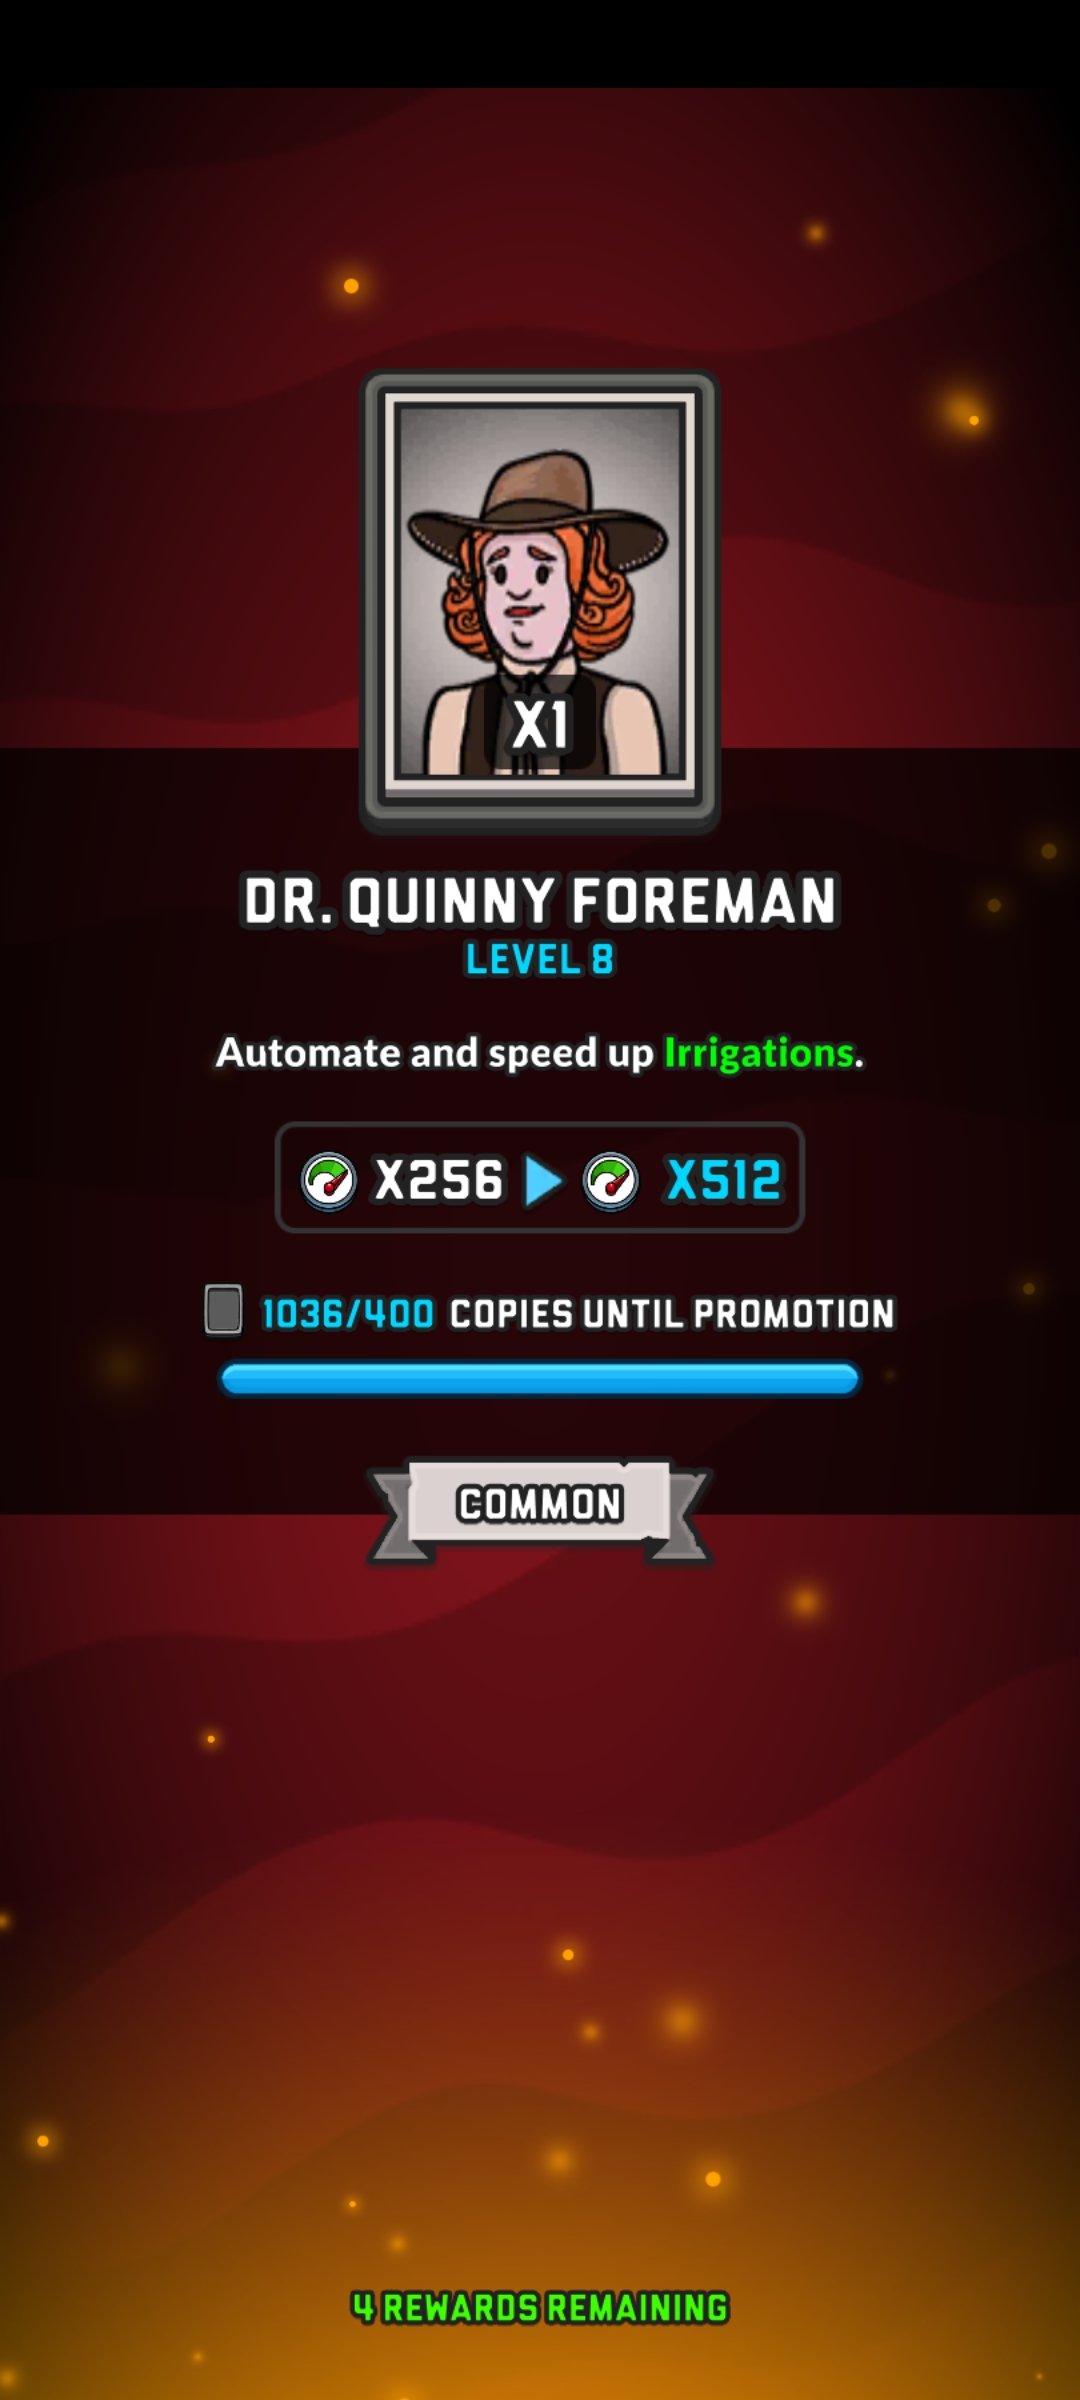 X1
DR. QUINNY FOREMAN
LEVEL 8
Automate and speed up Irrigations.
X256 X512
1036/400 COPIES UNTIL PROMOTION
COMMON
4 REWARDS REMAINING